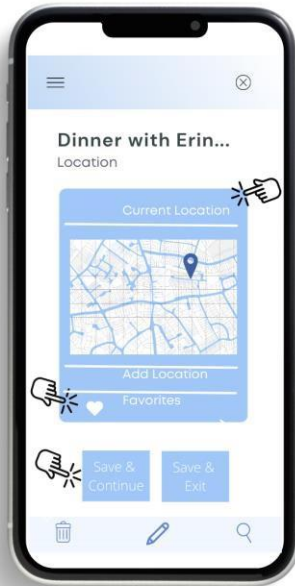 Dinner with Erin...
Location
Current Location
Add Location
Favorites
Save &
Continue
Save &
Exit